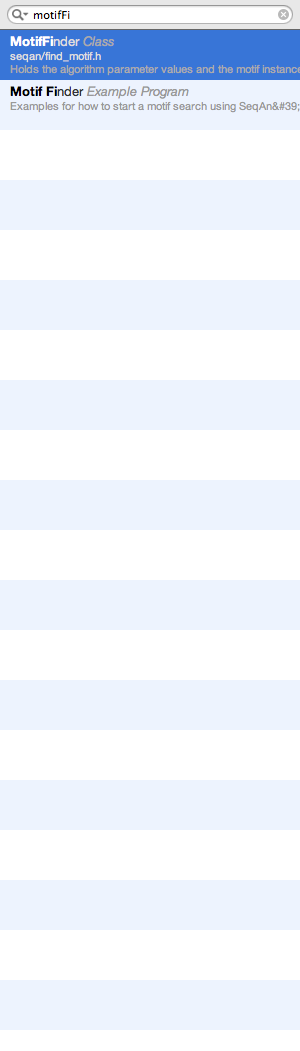 motifFi
MotifFinder Class
seqan/find_motif.h
Holds the algorithm parameter values and the motif instance
Motif Finder Example Program
Examples for how to start a motif search using SeqAn&#39;